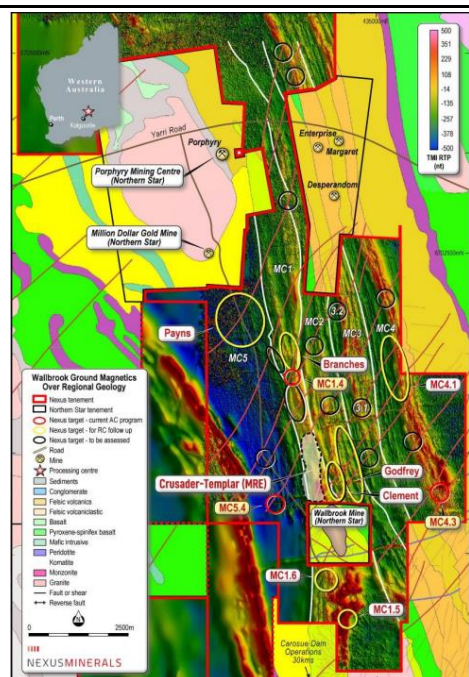 Western
Australia
Perth
Kalgoorlie
Yarri Road
Porphyry
Porphyry Mining Centre
(Northern Star)
Million Dollar Gold Mine
(Northern Star)
Enterprise
Margaret
Desperandom
500
351
228
140
54
-14
-127
-378
-500
TMI RTP
(nt)
MC1
MC2
3.2
MC3
MC4
MC5
Payns
Branches
MC1.4
MC4.1
Godfrey
Clement
Crusader-Templar (MRE)
MC5.4
MC4.3
Wallbrook Mine
(Northern Star)
MC1.6
MC1.5
Carosue Dam
Operations
30kms
Wallbrook Ground Magnetics
Over Regional Geology
Nexus tenement
Northern Star tenement
Nexus target - current AC program
Nexus target - for RC follow up
Nexus target - to be assessed
Road
Mine
Processing centre
Sediments
Conglomerate
Felsic volcanics
Felsic volcaniclastic
Basalt
Pyroxene-spinifex basalt
Mafic intrusive
Peridotite
Komatite
Monzonite
Granite
Fault or shear
Reverse fault
0
2500m
NEXUSMINERALS